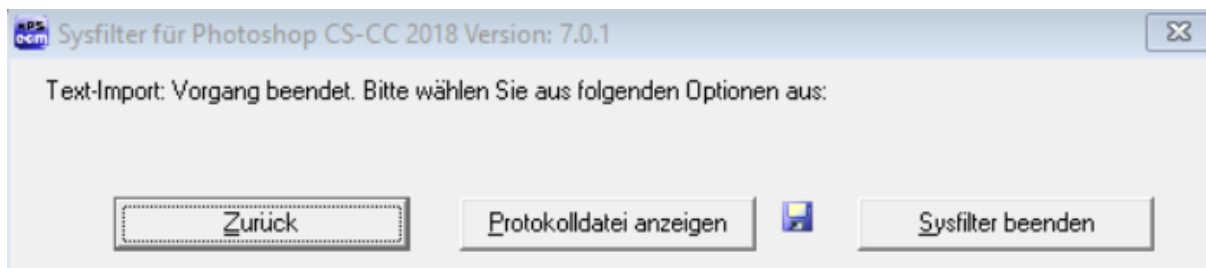 Sysfilter für Photoshop CS-CC 2018 Version: 7.0.1
Text-Import: Vorgang beendet. Bitte wählen Sie aus folgenden Optionen aus:
Zurück Protokolldatei anzeigen Sysfilter beenden